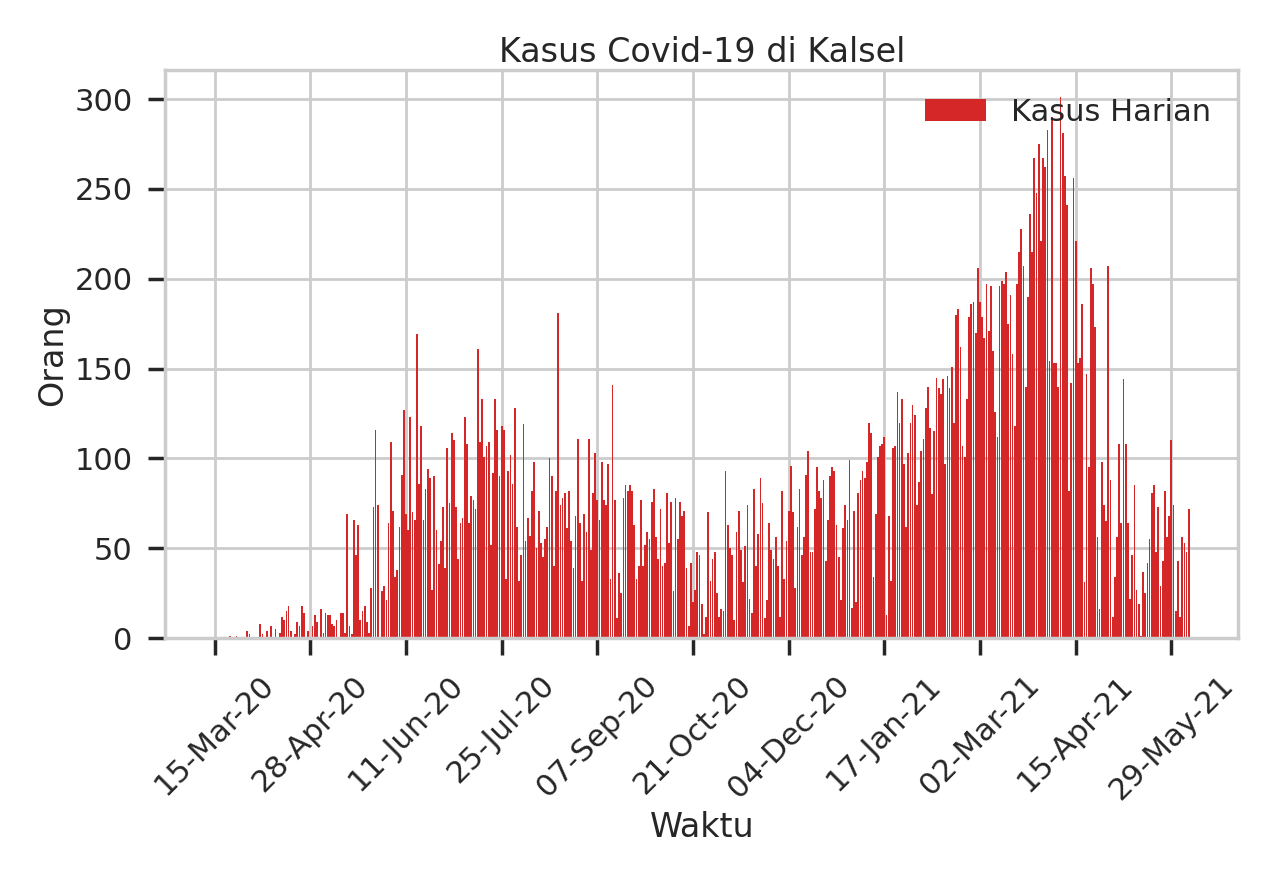 Kasus Covid-19 di Kalsel
Kasus Harian
Orang
300
250
200
150
100
50
0
15-Mar-20
28-Apr-20
11-Jun-20
25-Jul-20
07-Sep-20
21-Oct-20
04-Dec-20
17-Jan-21
02-Mar-21
15-Apr-21
29-May-21
Waktu